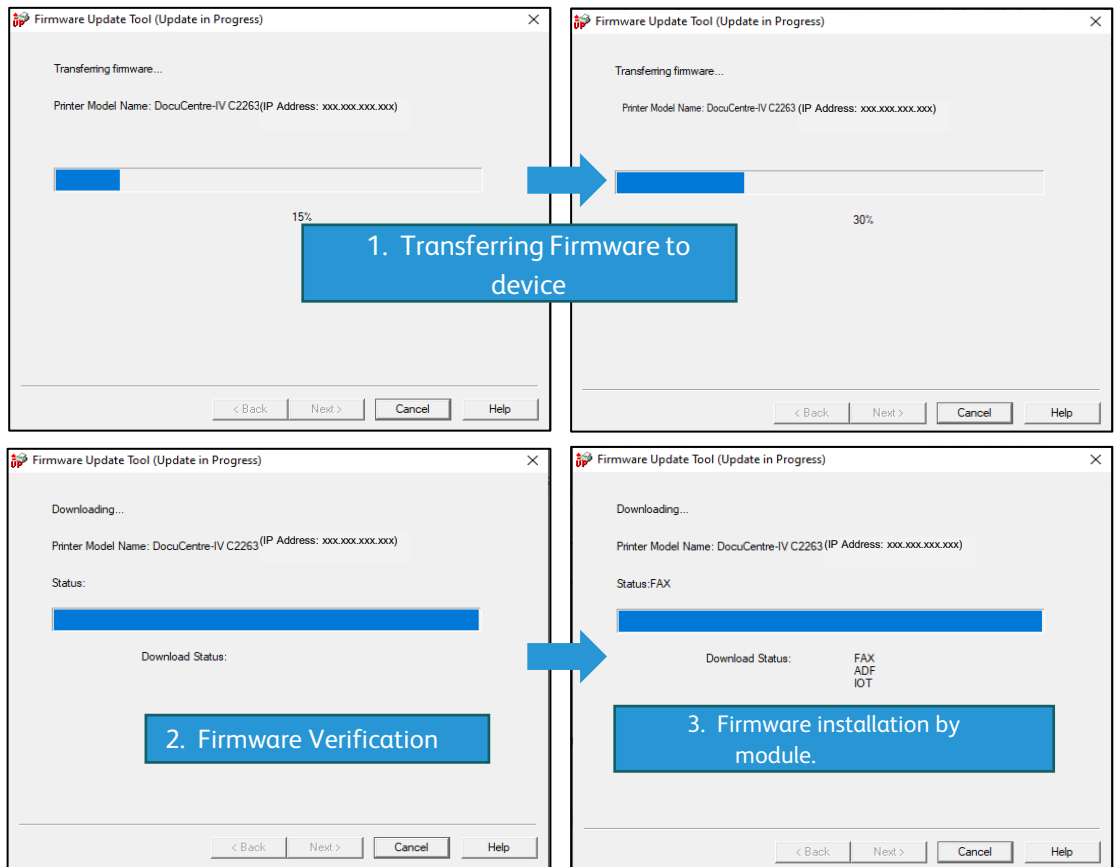 Firmware Update Tool (Update in Progress)
Transferring firmware...
Printer Model Name: DocuCentre-IV C2263(IP Address: xxx.xxx.xxx.xxx)
15%
< Back Next > Cancel Help
Firmware Update Tool (Update in Progress)
Transferring firmware...
Printer Model Name: DocuCentre-IV C2263 (IP Address: xxx.xxx.xxx.xxx)
30%
< Back Next > Cancel Help
1. Transferring Firmware to
device
Firmware Update Tool (Update in Progress)
Downloading...
Printer Model Name: DocuCentre-IV C2263 (IP Address: xxx.xxx.xxx.xxx)
Status:
Download Status:
2. Firmware Verification
< Back Next > Cancel Help
Firmware Update Tool (Update in Progress)
Downloading...
Printer Model Name: DocuCentre-IV C2263 (IP Address: xxx.xxx.xxx.xxx)
Status:FAX
Download Status: FAX
ADF
IOT
3. Firmware installation by
module.
< Back Next > Cancel Help